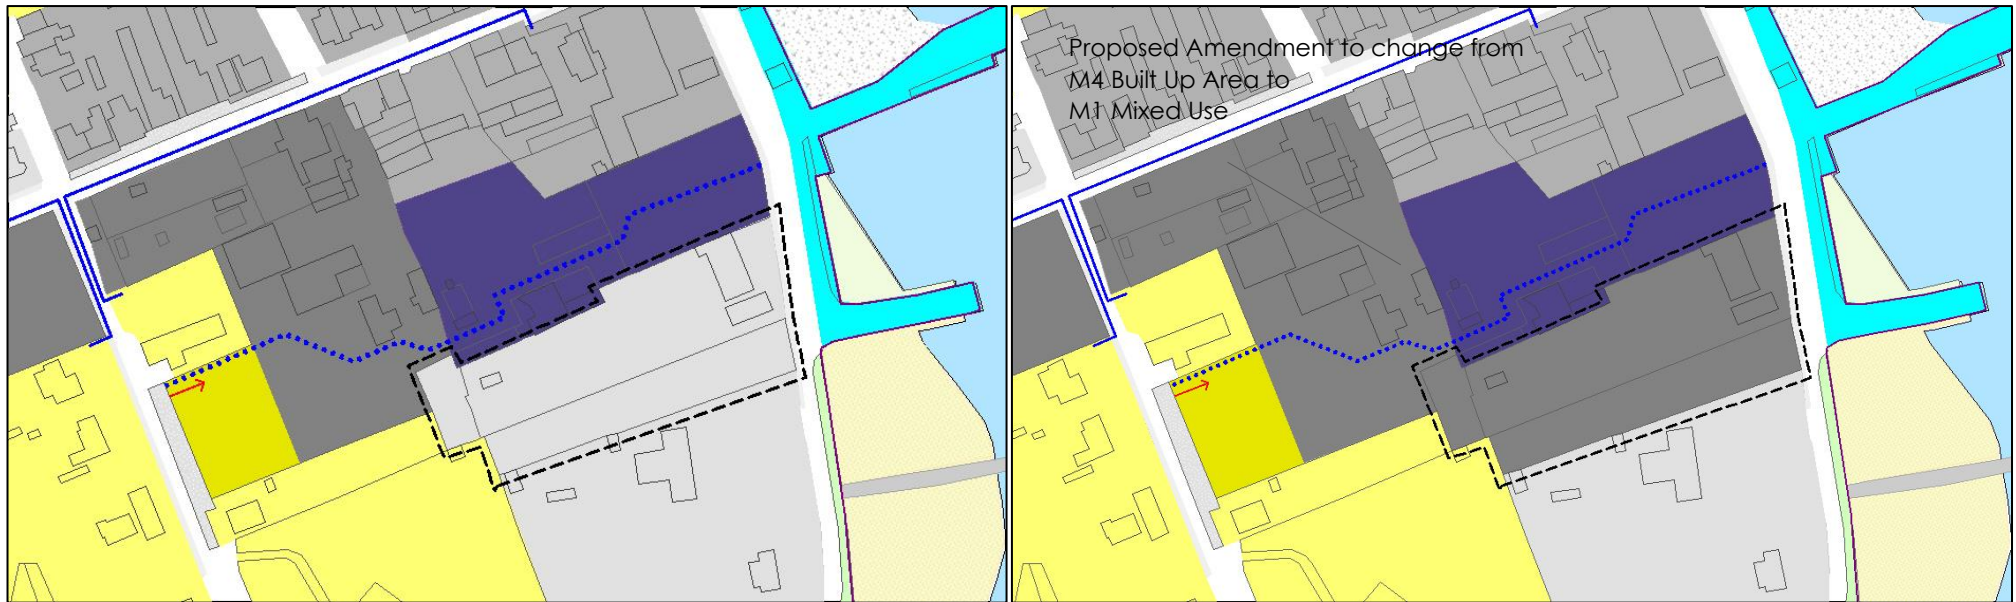 Proposed Amendment to change from
M4 Built Up Area to
M1 Mixed Use